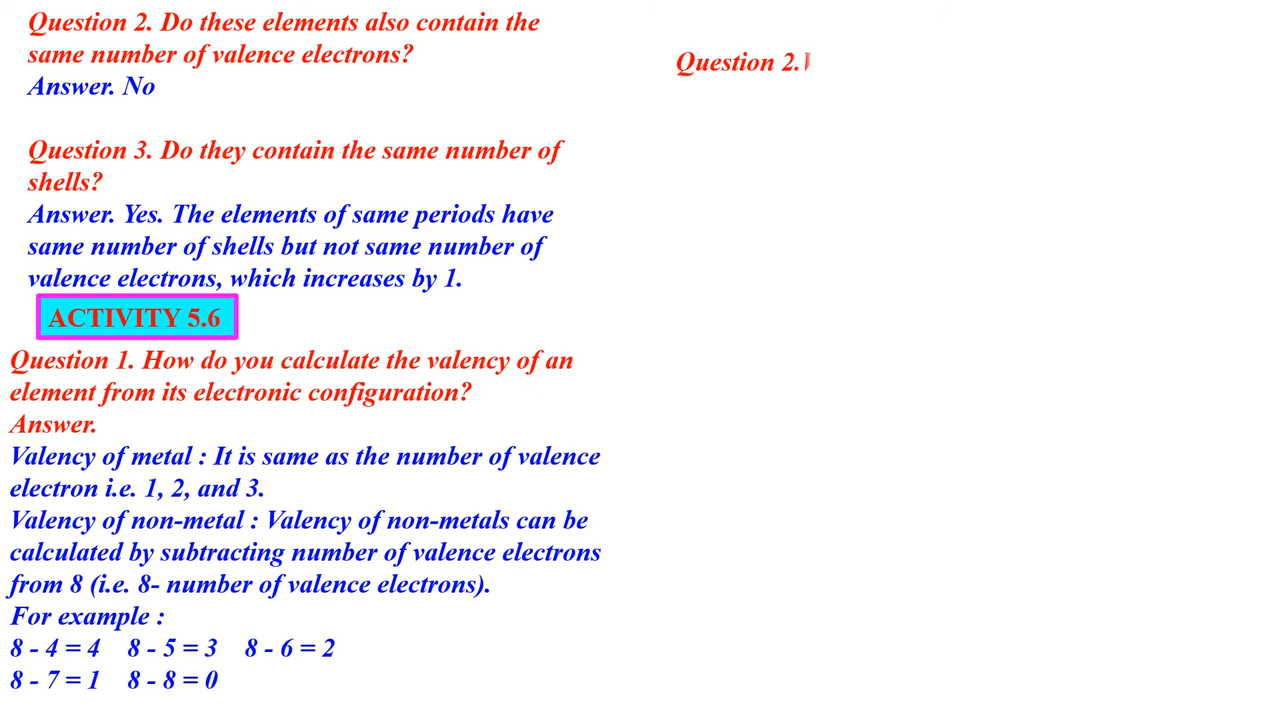 Question 2. Do these elements also contain the
same number of valence electrons?
Answer. No
Question 3. Do they contain the same number of
shells?
Answer. Yes. The elements of same periods have
same number of shells but not same number of
valence electrons, which increases by 1.
ACTIVITY 5.6
Question 1. How do you calculate the valency of an
element from its electronic configuration?
Answer.
Valency of metal : It is same as the number of valence
electron i.e. 1, 2, and 3.
Valency of non-metal : Valency of non-metals can be
calculated by subtracting number of valence electrons
from 8 (i.e. 8- number of valence electrons).
For example :
8 - 4 = 4 8 - 5 = 3 8 - 6 = 2
8 - 7 = 1 8 - 8 = 0
Question 2.